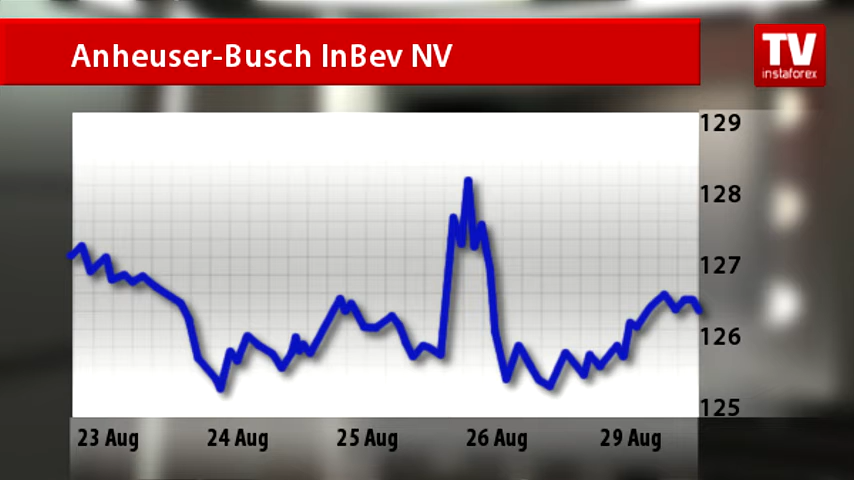 Anheuser-Busch InBev NV
TV
instaforex
129
128
127
126
125
23 Aug 24 Aug 25 Aug 26 Aug 29 Aug